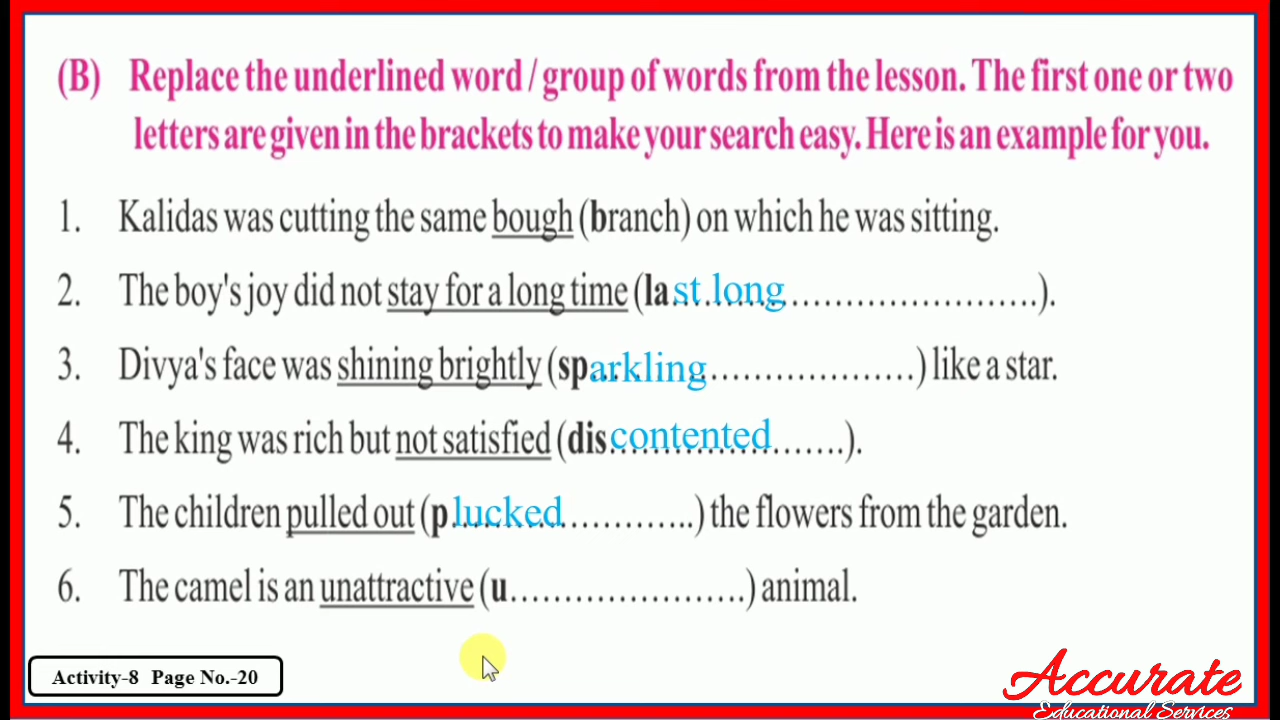 (B) Replace the underlined word / group of words from the lesson. The first one or two
letters are given in the brackets to make your search easy. Here is an example for you.
1. Kalidas was cutting the same bough (branch) on which he was sitting.
2. The boy's joy did not stay for a long time (last long.......................).
3. Divya's face was shining brightly (sparkling...................) like a star.
4. The king was rich but not satisfied (discontented.......).
5. The children pulled out (plucked............) the flowers from the garden.
6. The camel is an unattractive (u......................) animal.
Activity-8 Page No.-20
Accurate
Educational Services